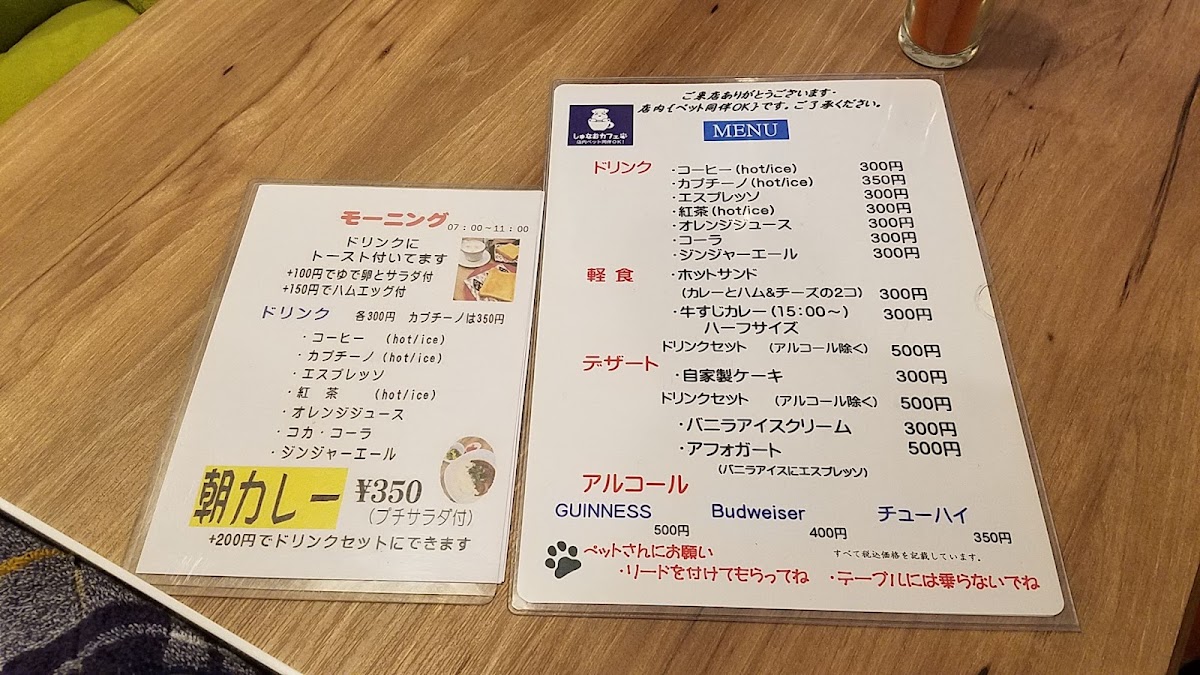 モーニング 07:00~11:00
ドリンクに
トースト付いてます
+100円でゆで卵とサラダ付
+150円でハムエッグ付
ドリンク 各300円 カプチーノは350円
・コーヒー (hot/ice)
・カプチーノ(hot/ice)
・エスプレッソ
・紅 茶 (hot/ice)
・オレンジジュース
・コカ・コーラ
・ジンジャーエール
朝カレー ¥350
(プチサラダ付)
+200円でドリンクセットにできます
ご来店ありがとうございます。
店内{ペット同伴OK}です。ご了承ください。
しゅなおカフェ
店内ペット同伴OK!
MENU
ドリンク ・コーヒー(hot/ice) 300円
・カプチーノ(hot/ice) 350円
・エスプレッソ 300円
・紅茶(hot/ice) 300円
・オレンジジュース 300円
・コーラ 300円
・ジンジャーエール 300円
軽食 ・ホットサンド
(カレーとハム&チーズの2コ) 300円
・牛すじカレー(15:00~) 300円
ハーフサイズ
ドリンクセット (アルコール除く) 500円
デザート ・自家製ケーキ 300円
ドリンクセット (アルコール除く) 500円
・バニラアイスクリーム 300円
・アフォガート 500円
(バニラアイスにエスプレッソ)
アルコール
GUINNESS 500円 Budweiser 400円 チューハイ 350円
ペットさんにお願い すべて税込価格を記載しています。
・リードを付けてもらってね ・テーブルには乗らないでね